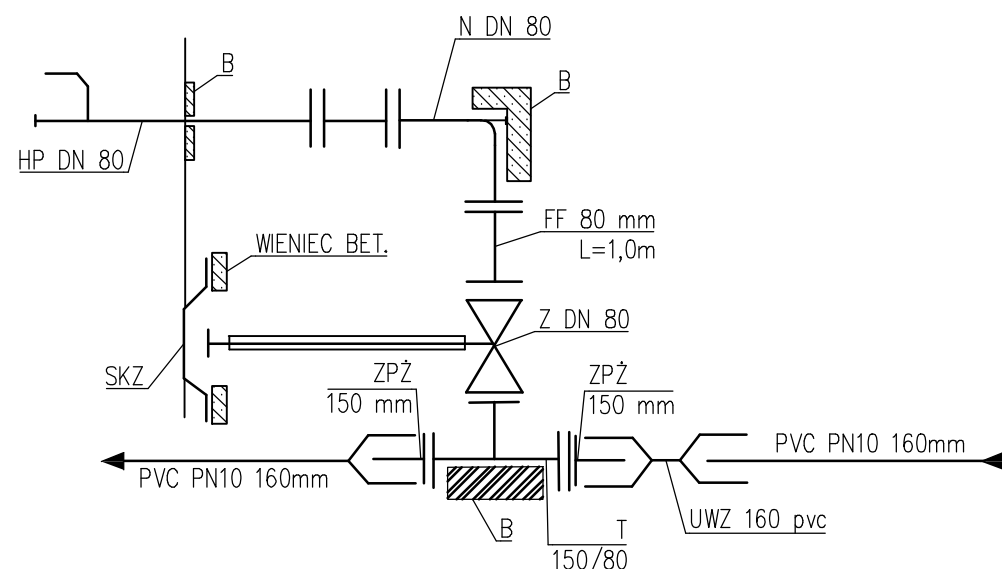 N DN 80
B
B
HP DN 80
FF 80 mm
L=1,0m
WIENIEC BET.
Z DN 80
SKZ
ZPŻ
150 mm
ZPŻ
150 mm
PVC PN10 160mm
PVC PN10 160mm
B
T
150/80
UWZ 160 pvc